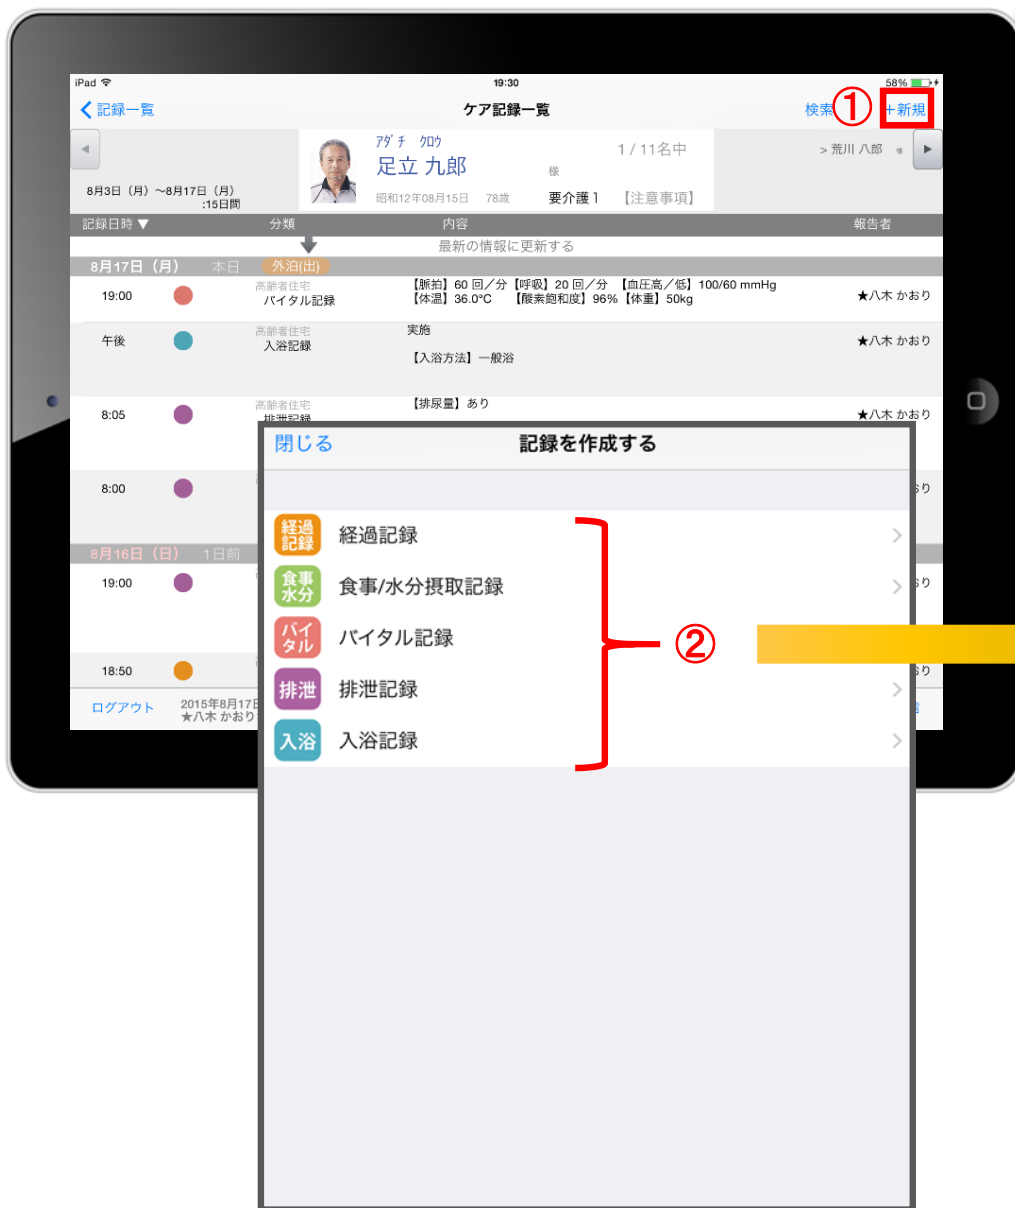 iPad 19:30 58%
記録一覧 ケア記録一覧 検索 ① +新規
アダチ クロウ
足立 九郎 様 1 / 11名中 > 荒川 八郎 様
8月3日（月）～8月17日（月）
:15日間
昭和12年08月15日 78歳 要介護 1 【注意事項】
記録日時 ▼ 分類 内容 報告者
最新の情報に更新する
8月17日（月） 本日 外泊(出)
19:00 高齢者住宅 バイタル記録 【脈拍】60 回／分【呼吸】20 回／分 【血圧高／低】100/60 mmHg
【体温】36.0℃ 【酸素飽和度】96%【体重】50kg ★八木 かおり
午後 高齢者住宅 入浴記録 実施 ★八木 かおり
【入浴方法】一般浴
8:05 高齢者住宅 排泄記録 【排尿量】あり ★八木 かおり
8:00 おり
8月16日（日） 1日前
19:00 おり
18:50 おり
ログアウト 2015年8月17日
★八木 かおり
閉じる 記録を作成する
経過記録 経過記録
食事水分 食事/水分摂取記録
バイタル バイタル記録
②
排泄 排泄記録
入浴 入浴記録